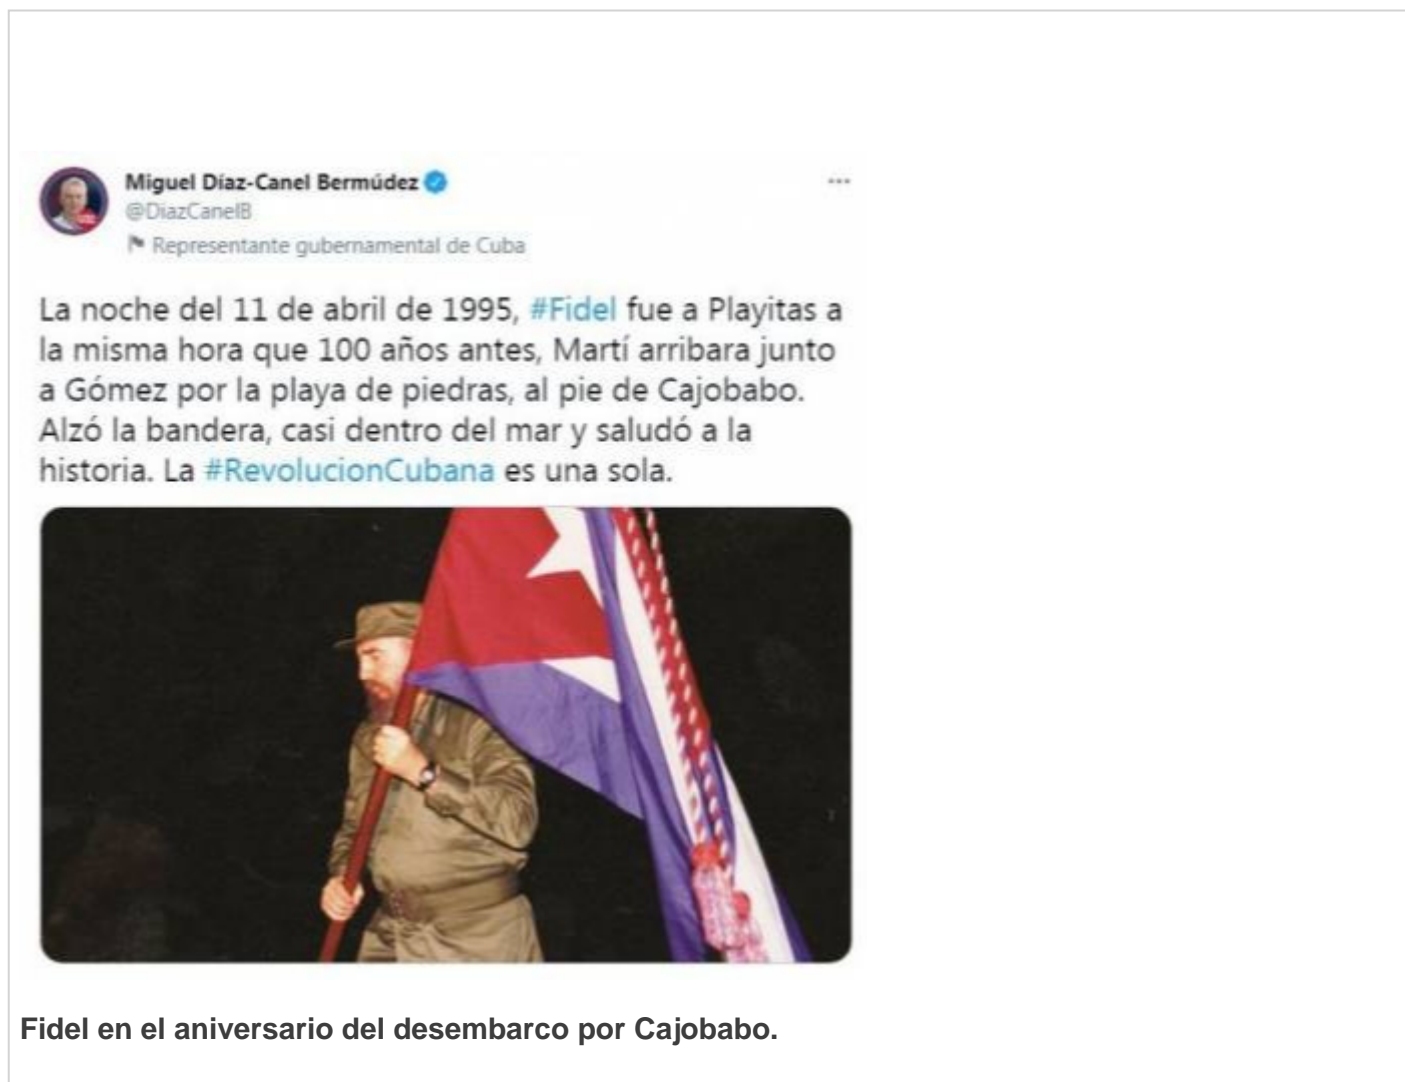 Miguel Díaz-Canel Bermúdez
@DiazCanelB
Representante gubernamental de Cuba
La noche del 11 de abril de 1995, #Fidel fue a Playitas a
la misma hora que 100 años antes, Martí arribara junto
a Gómez por la playa de piedras, al pie de Cajobabo.
Alzó la bandera, casi dentro del mar y saludó a la
historia. La #RevolucionCubana es una sola.
Fidel en el aniversario del desembarco por Cajobabo.